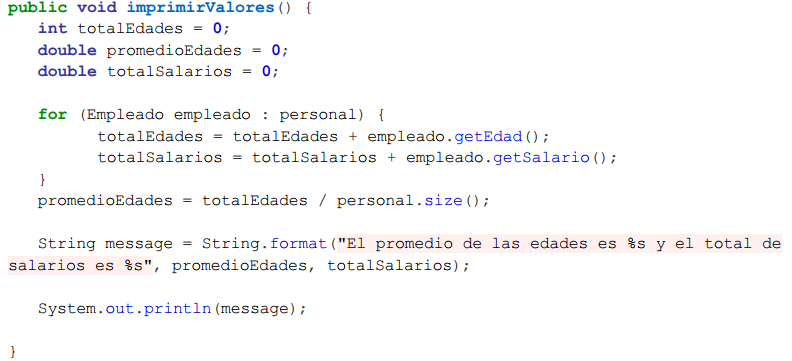 public void imprimirValores() {
int totalEdades = 0;
double promedioEdades = 0;
double totalSalarios = 0;
for (Empleado empleado : personal) {
totalEdades = totalEdades + empleado.getEdad();
totalSalarios = totalSalarios + empleado.getSalario();
}
promedioEdades = totalEdades / personal.size();
String message = String.format("El promedio de las edades es %s y el total de
salarios es %s", promedioEdades, totalSalarios);
System.out.println(message);
}